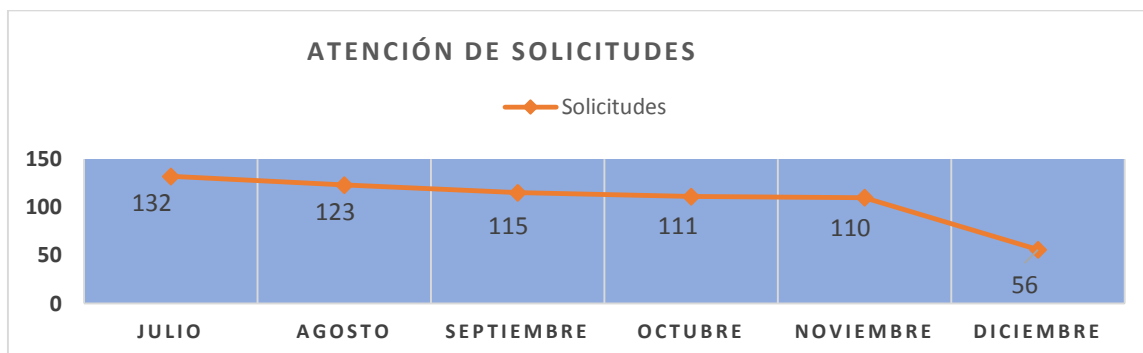 ATENCIÓN DE SOLICITUDES
Solicitudes
150
100
50
0
132
123
115
111
110
56
JULIO
AGOSTO
SEPTIEMBRE
OCTUBRE
NOVIEMBRE
DICIEMBRE